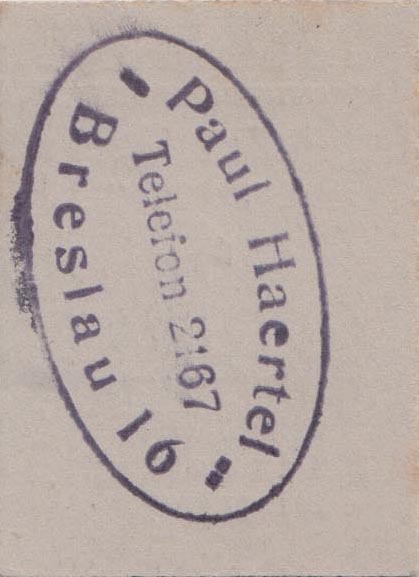 Paul Haertel
Telefon 2167
Breslau 16